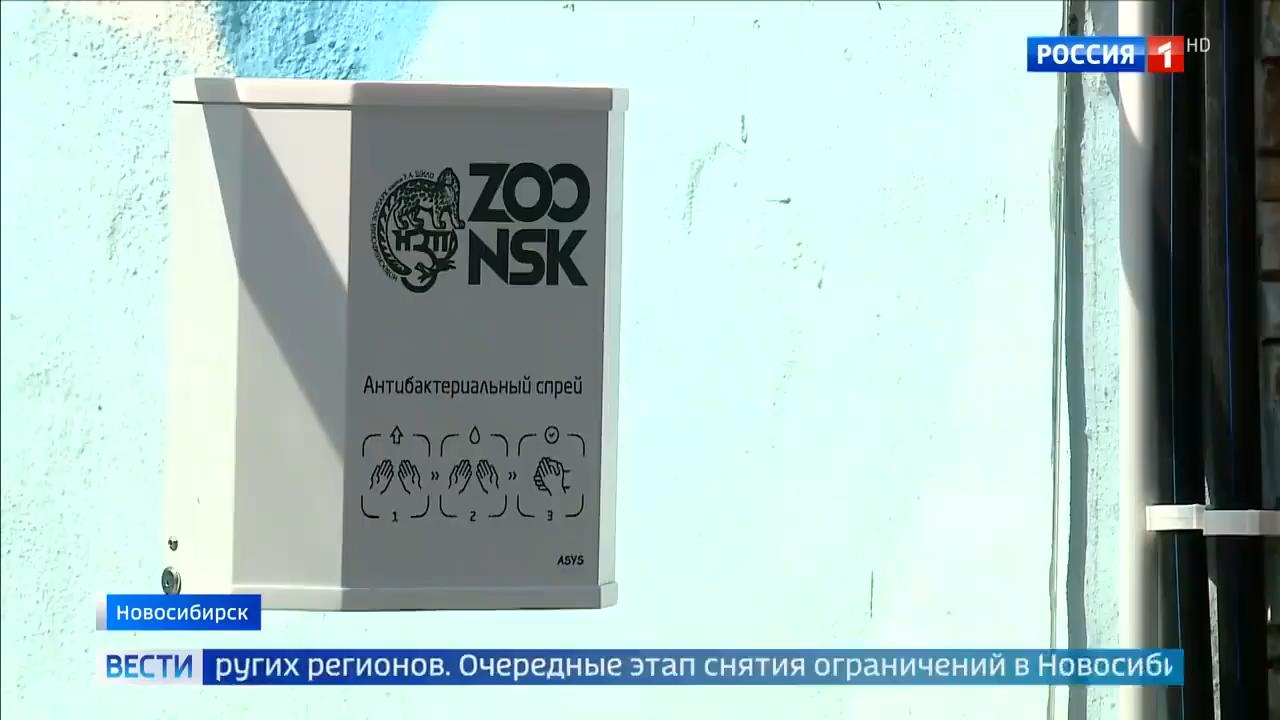 РОССИЯ 1 HD
ZOO
NSK
НЗП
Антибактериальный спрей
1 » 2 » 3
ASYS
Новосибирск
ВЕСТИ ругих регионов. Очередные этап снятия ограничений в Новосиби